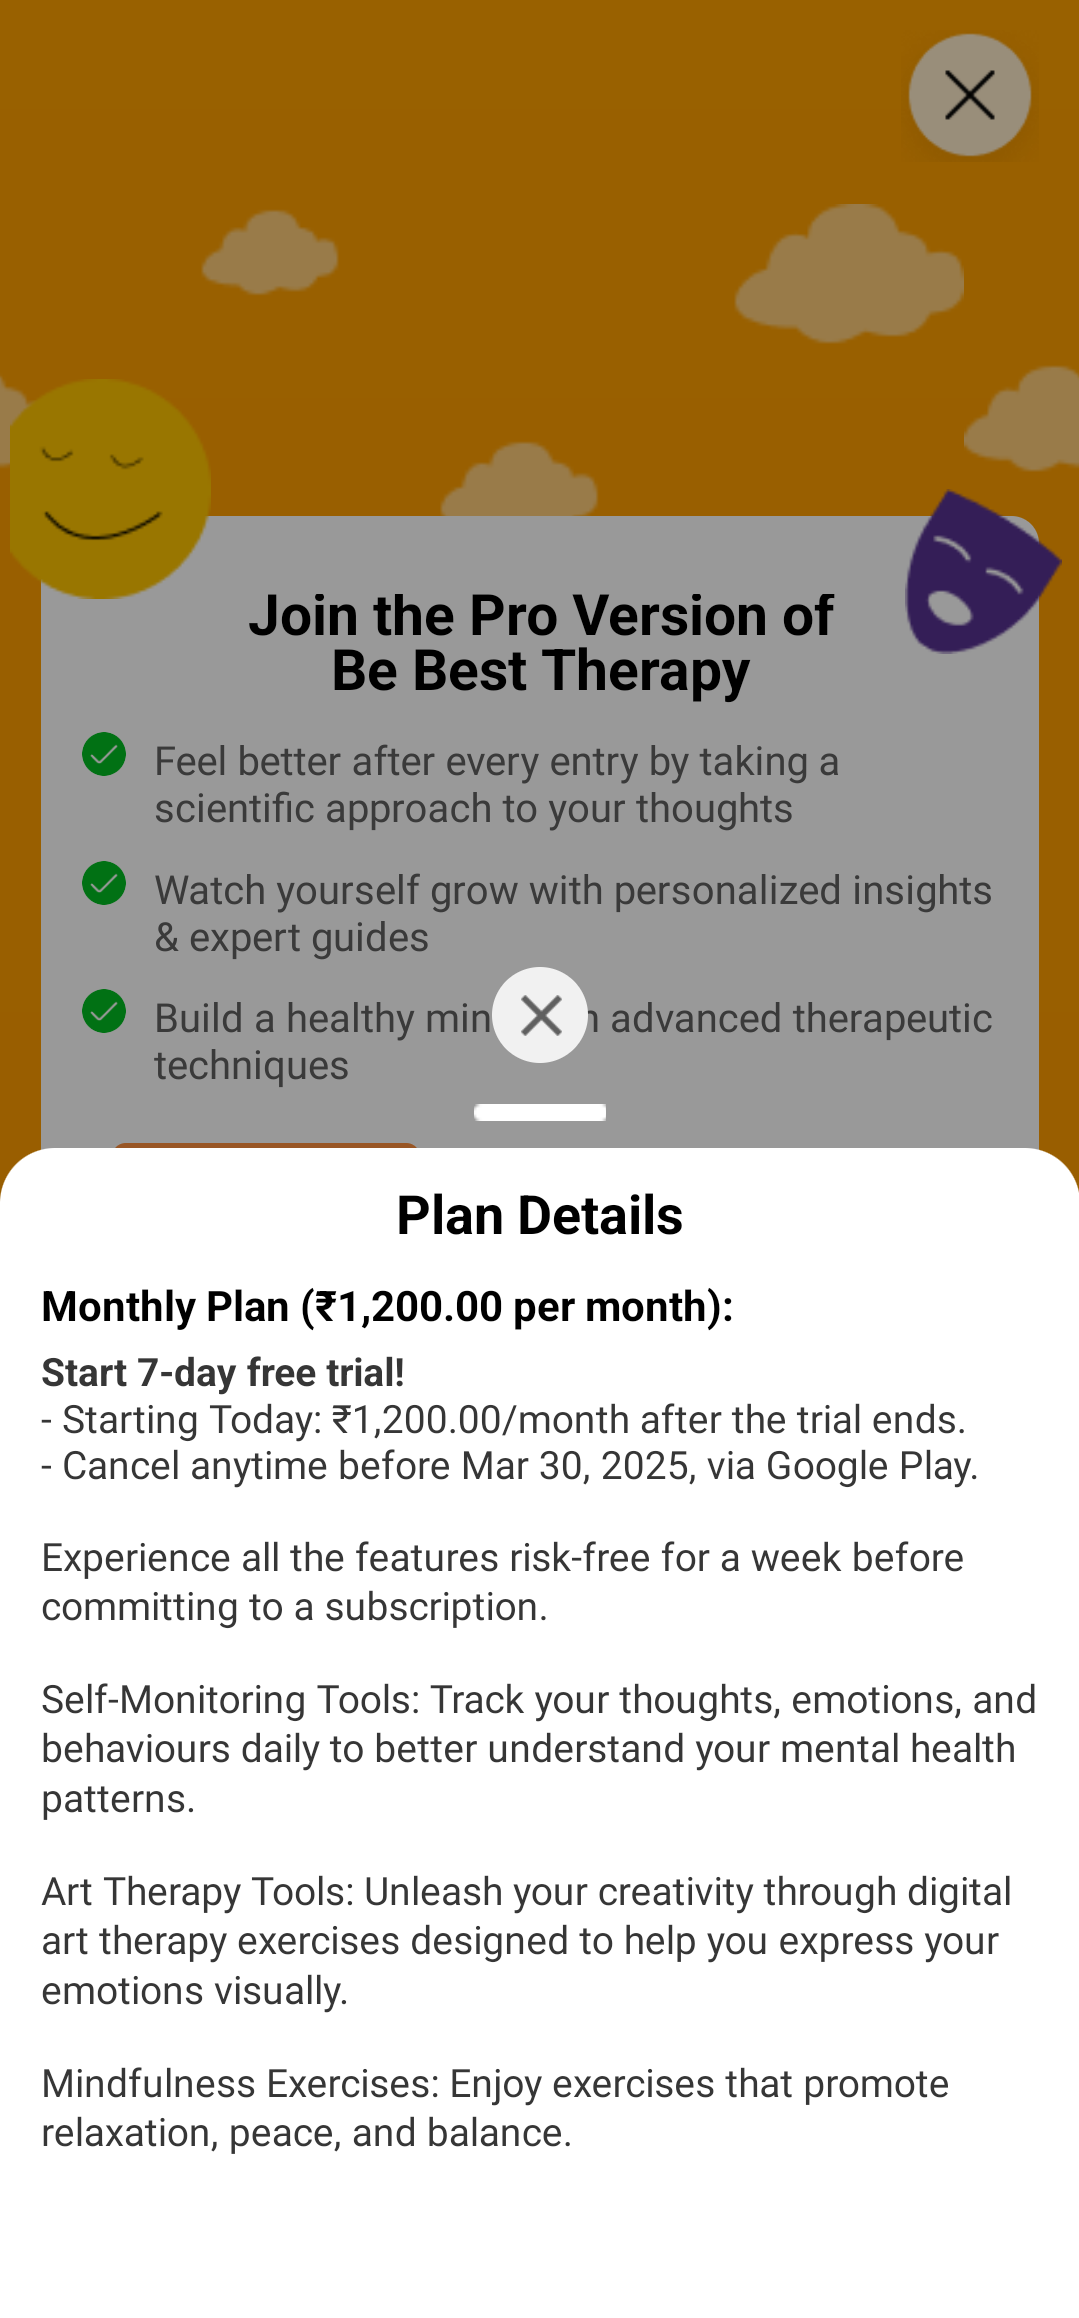 Join the Pro Version of
Be Best Therapy
Feel better after every entry by taking a
scientific approach to your thoughts
Watch yourself grow with personalized insights
& expert guides
Build a healthy advanced therapeutic
techniques
Plan Details
Monthly Plan (₹1,200.00 per month):
Start 7-day free trial!
- Starting Today: ₹1,200.00/month after the trial ends.
- Cancel anytime before Mar 30, 2025, via Google Play.
Experience all the features risk-free for a week before
committing to a subscription.
Self-Monitoring Tools: Track your thoughts, emotions, and
behaviours daily to better understand your mental health
patterns.
Art Therapy Tools: Unleash your creativity through digital
art therapy exercises designed to help you express your
emotions visually.
Mindfulness Exercises: Enjoy exercises that promote
relaxation, peace, and balance.